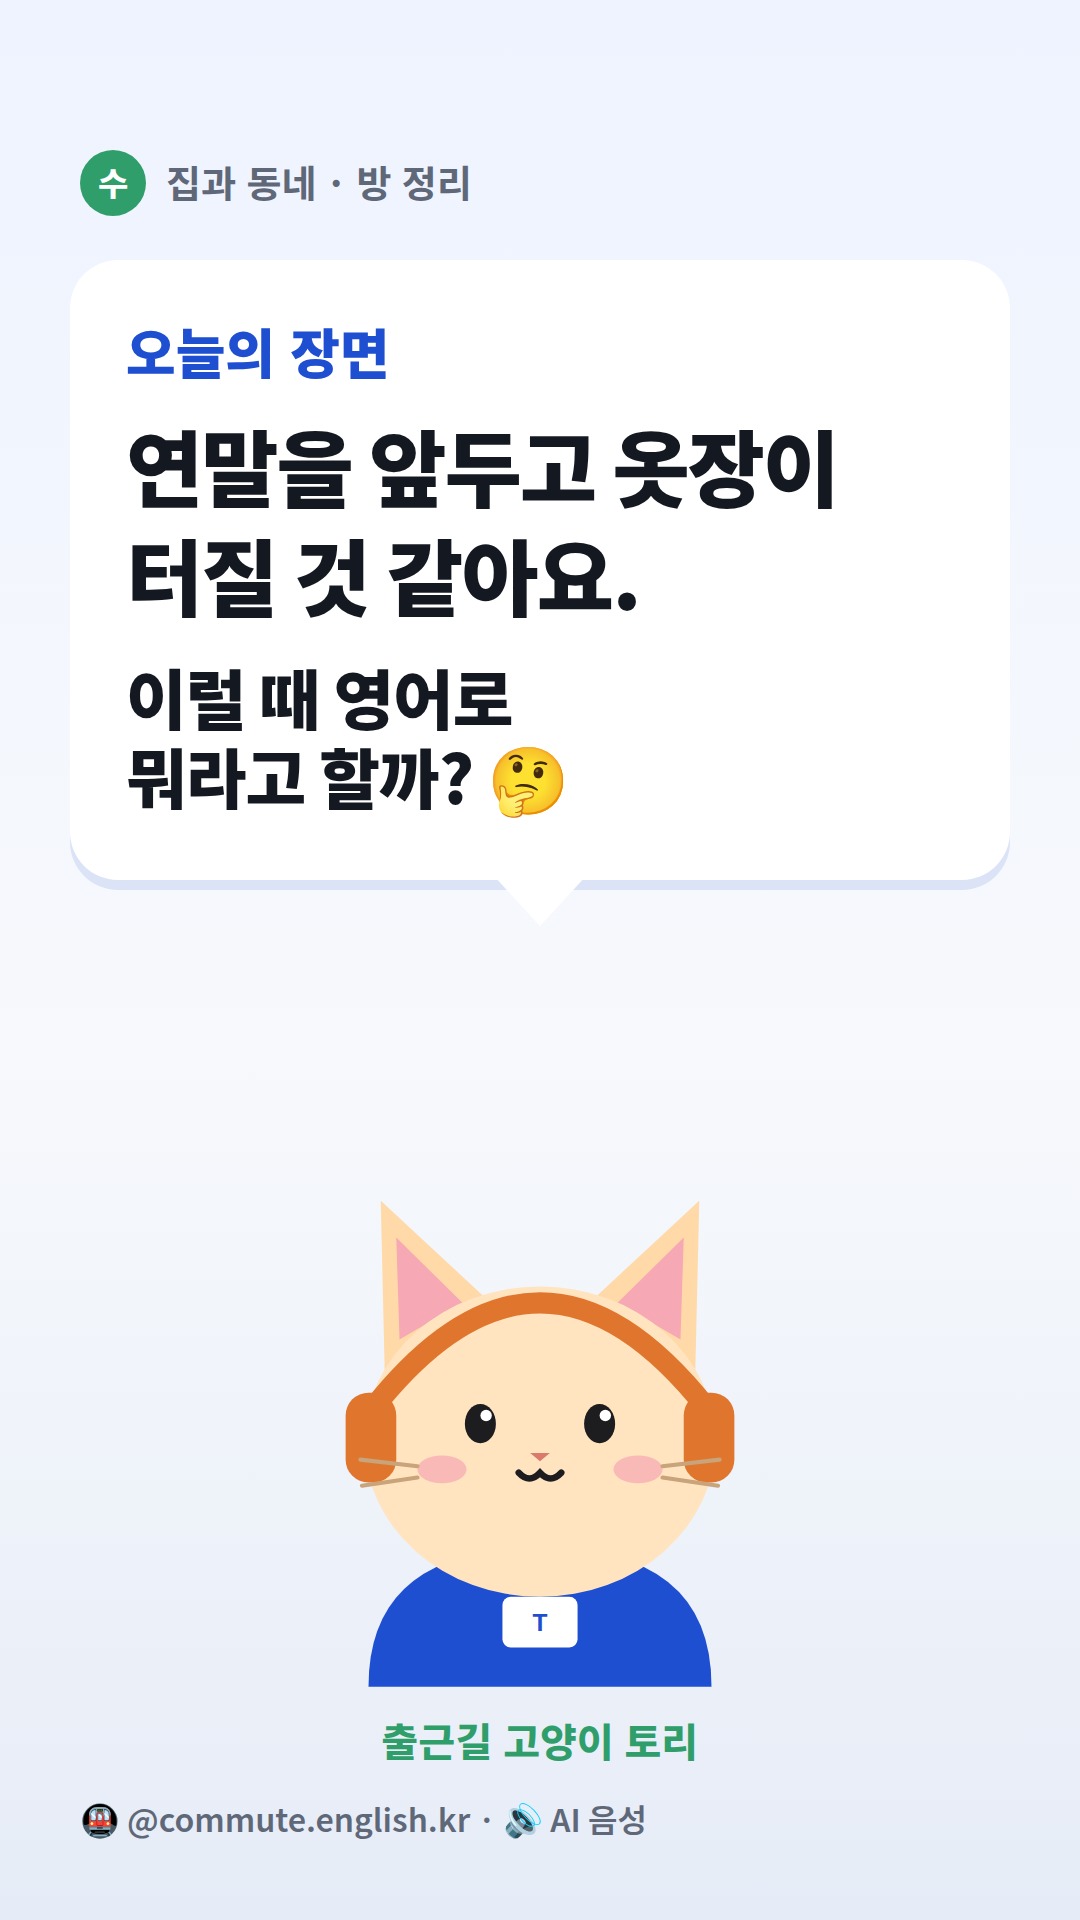 수 집과 동네 · 방 정리
오늘의 장면
연말을 앞두고 옷장이
터질 것 같아요.
이럴 때 영어로
뭐라고 할까? 🤔
T
출근길 고양이 토리
🚇 @commute.english.kr · 🔊 AI 음성